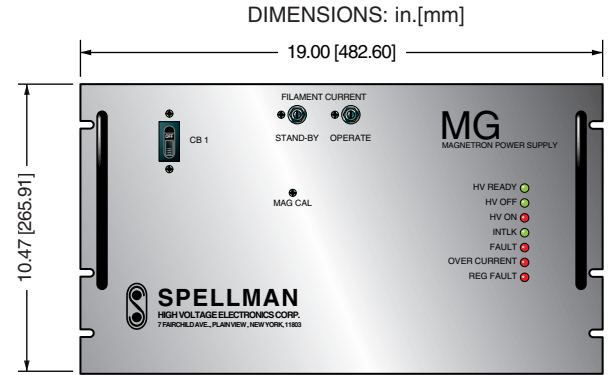 DIMENSIONS: in.[mm]
19.00 [482.60]
10.47 [265.91]
FILAMENT CURRENT
OFF
CB 1
STAND-BY OPERATE
MG
MAGNETRON POWER SUPPLY
MAG CAL
HV READY
HV OFF
HV ON
INTLK
FAULT
OVER CURRENT
REG FAULT
SPELLMAN
HIGH VOLTAGE ELECTRONICS CORP.
7 FAIRCHILD AVE., PLAINVIEW, NEW YORK, 11803